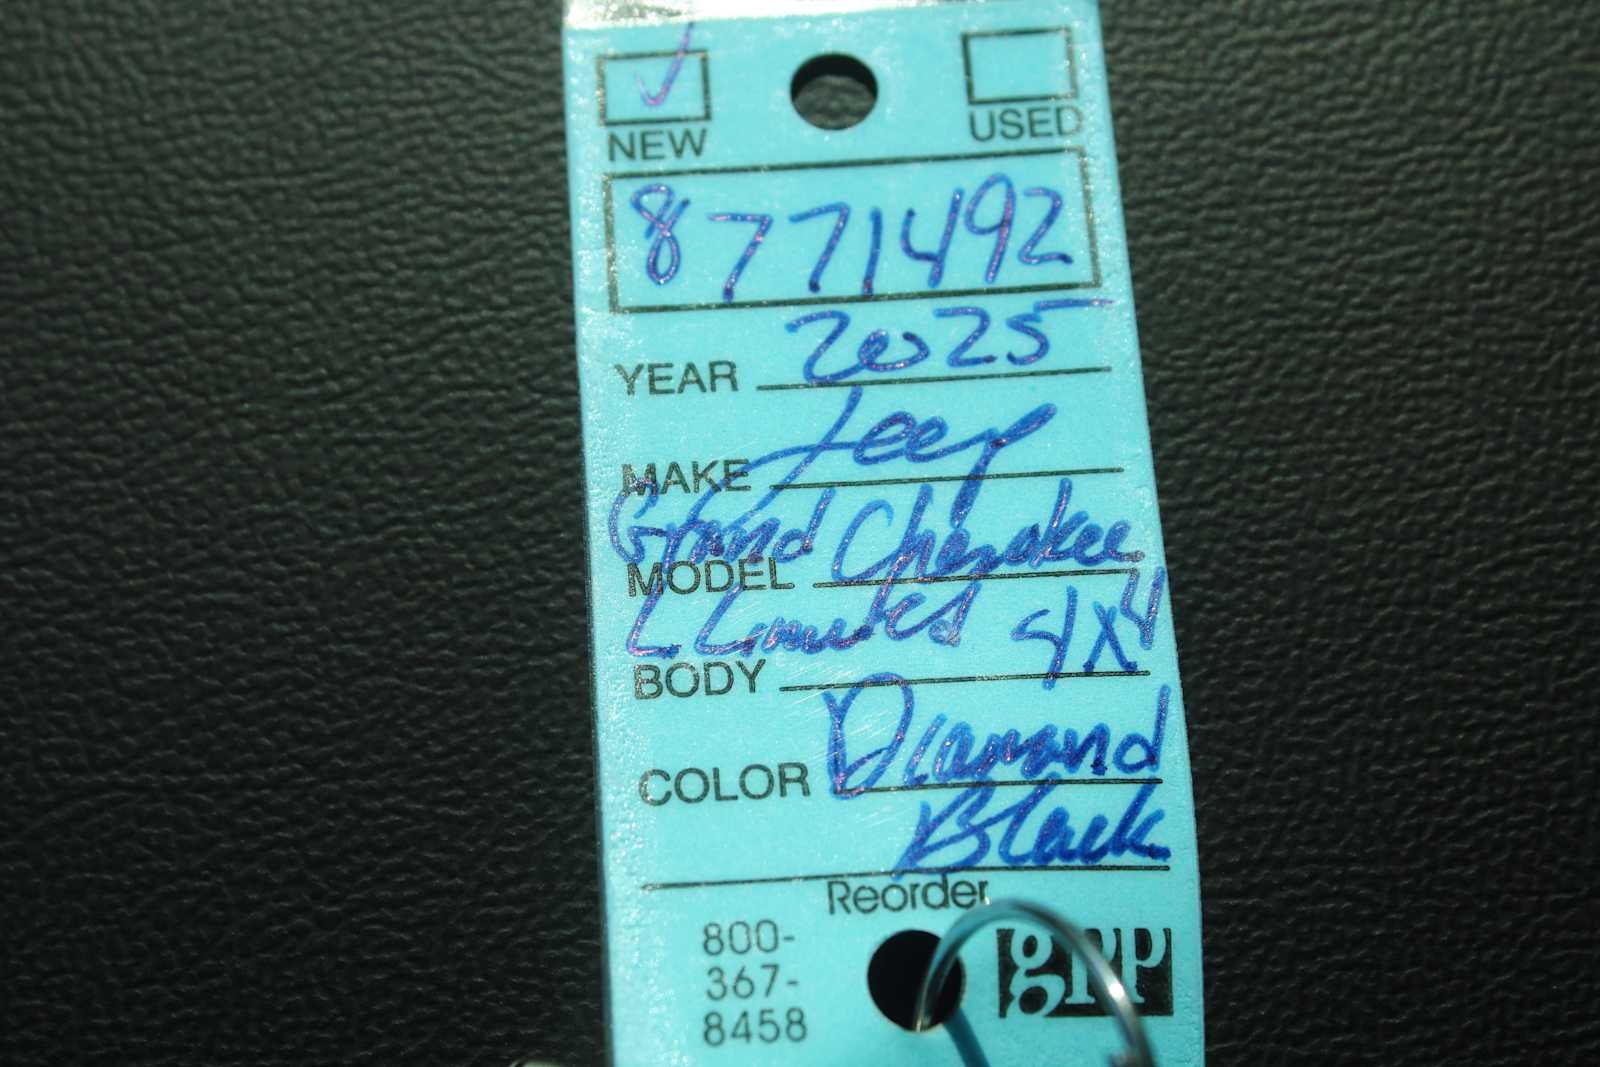 NEW USED
8771492
YEAR 2025
MAKE Jeep
MODEL Grand Cherokee
BODY L Limited 4x4
COLOR Diamond
Black
Reorder
800-
367-
8458
gpp